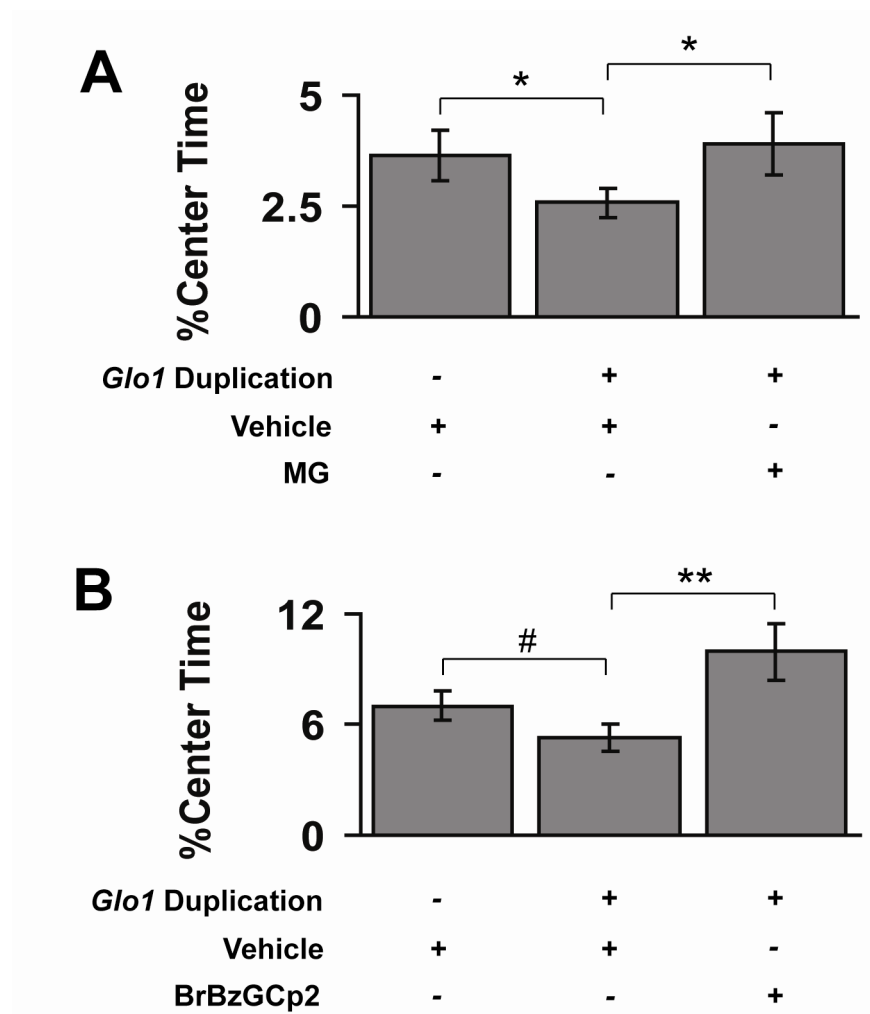 A
*
*
5
2.5
0
%Center Time
Glo1 Duplication - + +
Vehicle + + -
MG - - +
B
**
#
12
6
0
%Center Time
Glo1 Duplication - + +
Vehicle + + -
BrBzGCp2 - - +